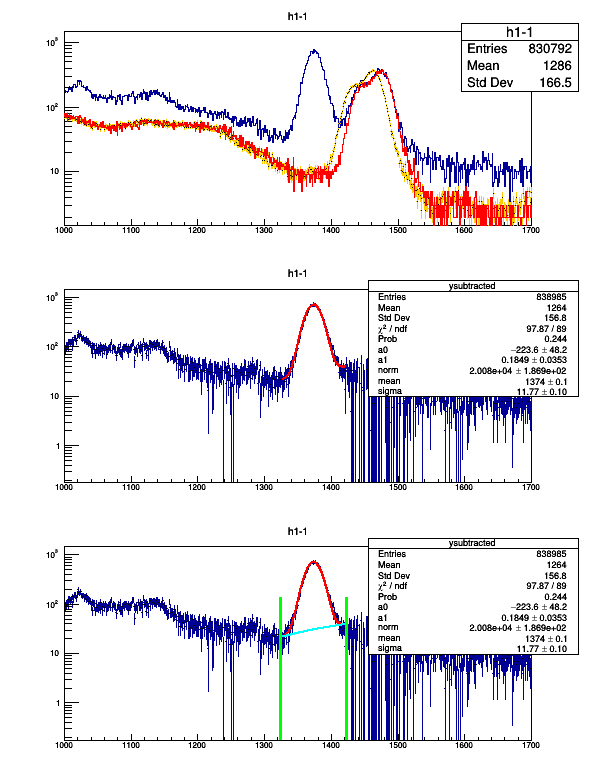 h1-1
h1-1
Entries 830792
Mean 1286
Std Dev 166.5
10³
10²
10
1000 1100 1200 1300 1400 1500 1600 1700
h1-1
ysubtracted
Entries 838985
Mean 1264
Std Dev 156.8
χ² / ndf 97.87 / 89
Prob 0.244
a0 −223.6 ± 48.2
a1 0.1849 ± 0.0353
norm 2.008e+04 ± 1.869e+02
mean 1374 ± 0.1
sigma 11.77 ± 0.10
10³
10²
10
1
1000 1100 1200 1300 1400 1500 1600 1700
h1-1
ysubtracted
Entries 838985
Mean 1264
Std Dev 156.8
χ² / ndf 97.87 / 89
Prob 0.244
a0 −223.6 ± 48.2
a1 0.1849 ± 0.0353
norm 2.008e+04 ± 1.869e+02
mean 1374 ± 0.1
sigma 11.77 ± 0.10
10³
10²
10
1
1000 1100 1200 1300 1400 1500 1600 1700